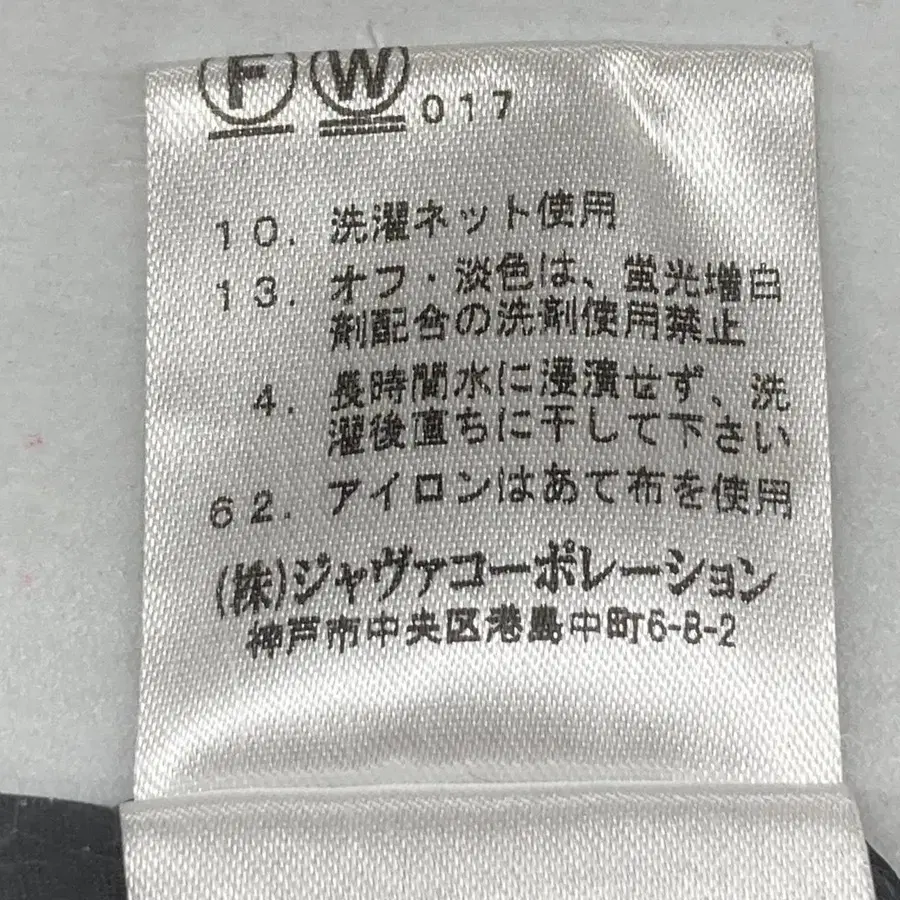 F W 017
10. 洗濯ネット使用
13. オフ・淡色は、蛍光増白
剤配合の洗剤使用禁止
4. 長時間水に浸漬せず、洗
濯後直ちに干して下さい
62. アイロンはあて布を使用
(株)ジャヴァコーポレーション
神戸市中央区港島中町6-8-2